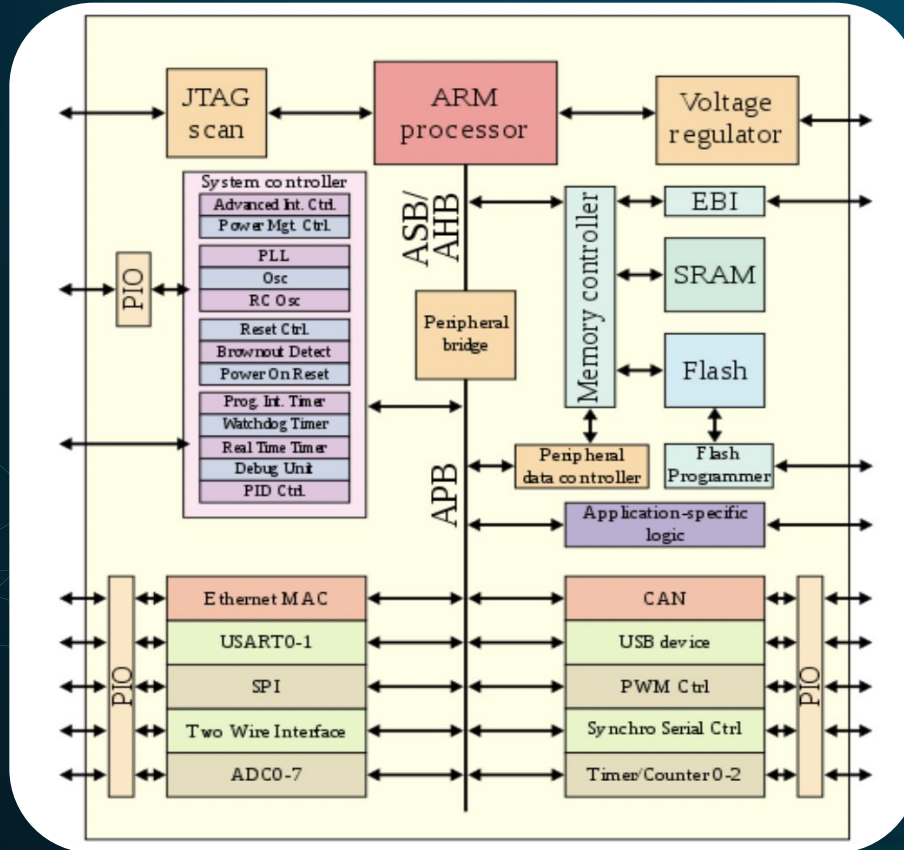 JTAG
scan
ARM
processor
Voltage
regulator
System controller
Advanced Int. Ctrl.
Power Mgt. Ctrl.
PLL
Osc
RC Osc
Reset Ctrl.
Brownout Detect
Power On Reset
Prog. Int. Timer
Watchdog Timer
Real Time Timer
Debug Unit
PID Ctrl.
PIO
ASB/
AHB
Peripheral
bridge
APB
Memory controller
EBI
SRAM
Flash
Peripheral
data controller
Flash
Programmer
Application-specific
logic
PIO
Ethernet MAC
USART0-1
SPI
Two Wire Interface
ADC0-7
CAN
USB device
PWM Ctrl
Synchro Serial Ctrl
Timer/Counter 0-2
PIO